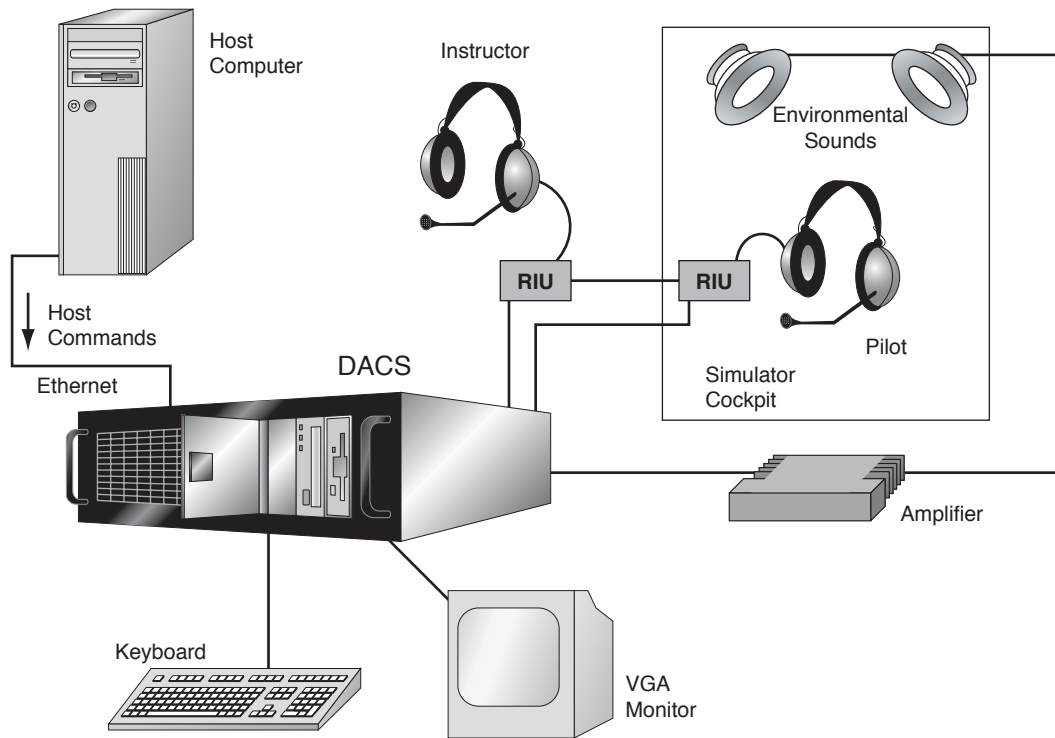 Host
Computer
Instructor
Environmental
Sounds
RIU
RIU
Host
Commands
Pilot
DACS
Simulator
Cockpit
Ethernet
Amplifier
Keyboard
VGA
Monitor